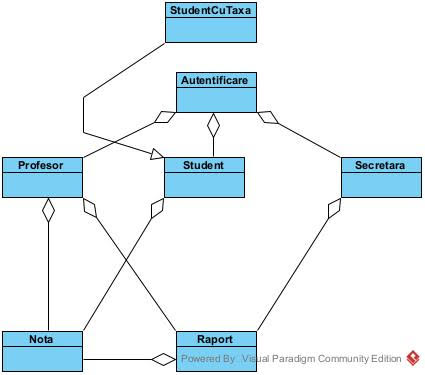 StudentCuTaxa
Autentificare
Profesor
Student
Secretara
Nota
Raport
Powered By Visual Paradigm Community Edition